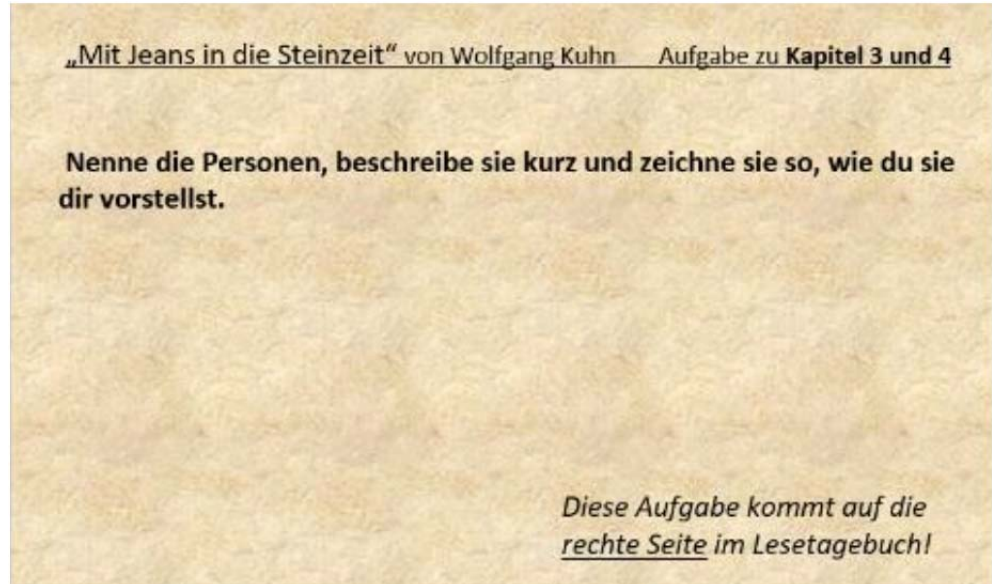 „Mit Jeans in die Steinzeit“ von Wolfgang Kuhn Aufgabe zu Kapitel 3 und 4
Nenne die Personen, beschreibe sie kurz und zeichne sie so, wie du sie
dir vorstellst.
Diese Aufgabe kommt auf die
rechte Seite im Lesetagebuch!